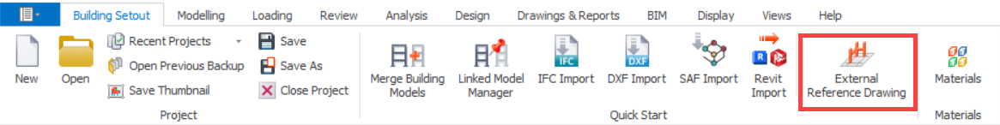 Building Setout Modelling Loading Review Analysis Design Drawings & Reports BIM Display Views Help
Recent Projects Save
Open Previous Backup Save As
Save Thumbnail Close Project
New Open Merge Building Models Linked Model Manager IFC IFC Import DXF DXF Import SAF Import R Revit Import External Reference Drawing Materials
Project Quick Start Materials